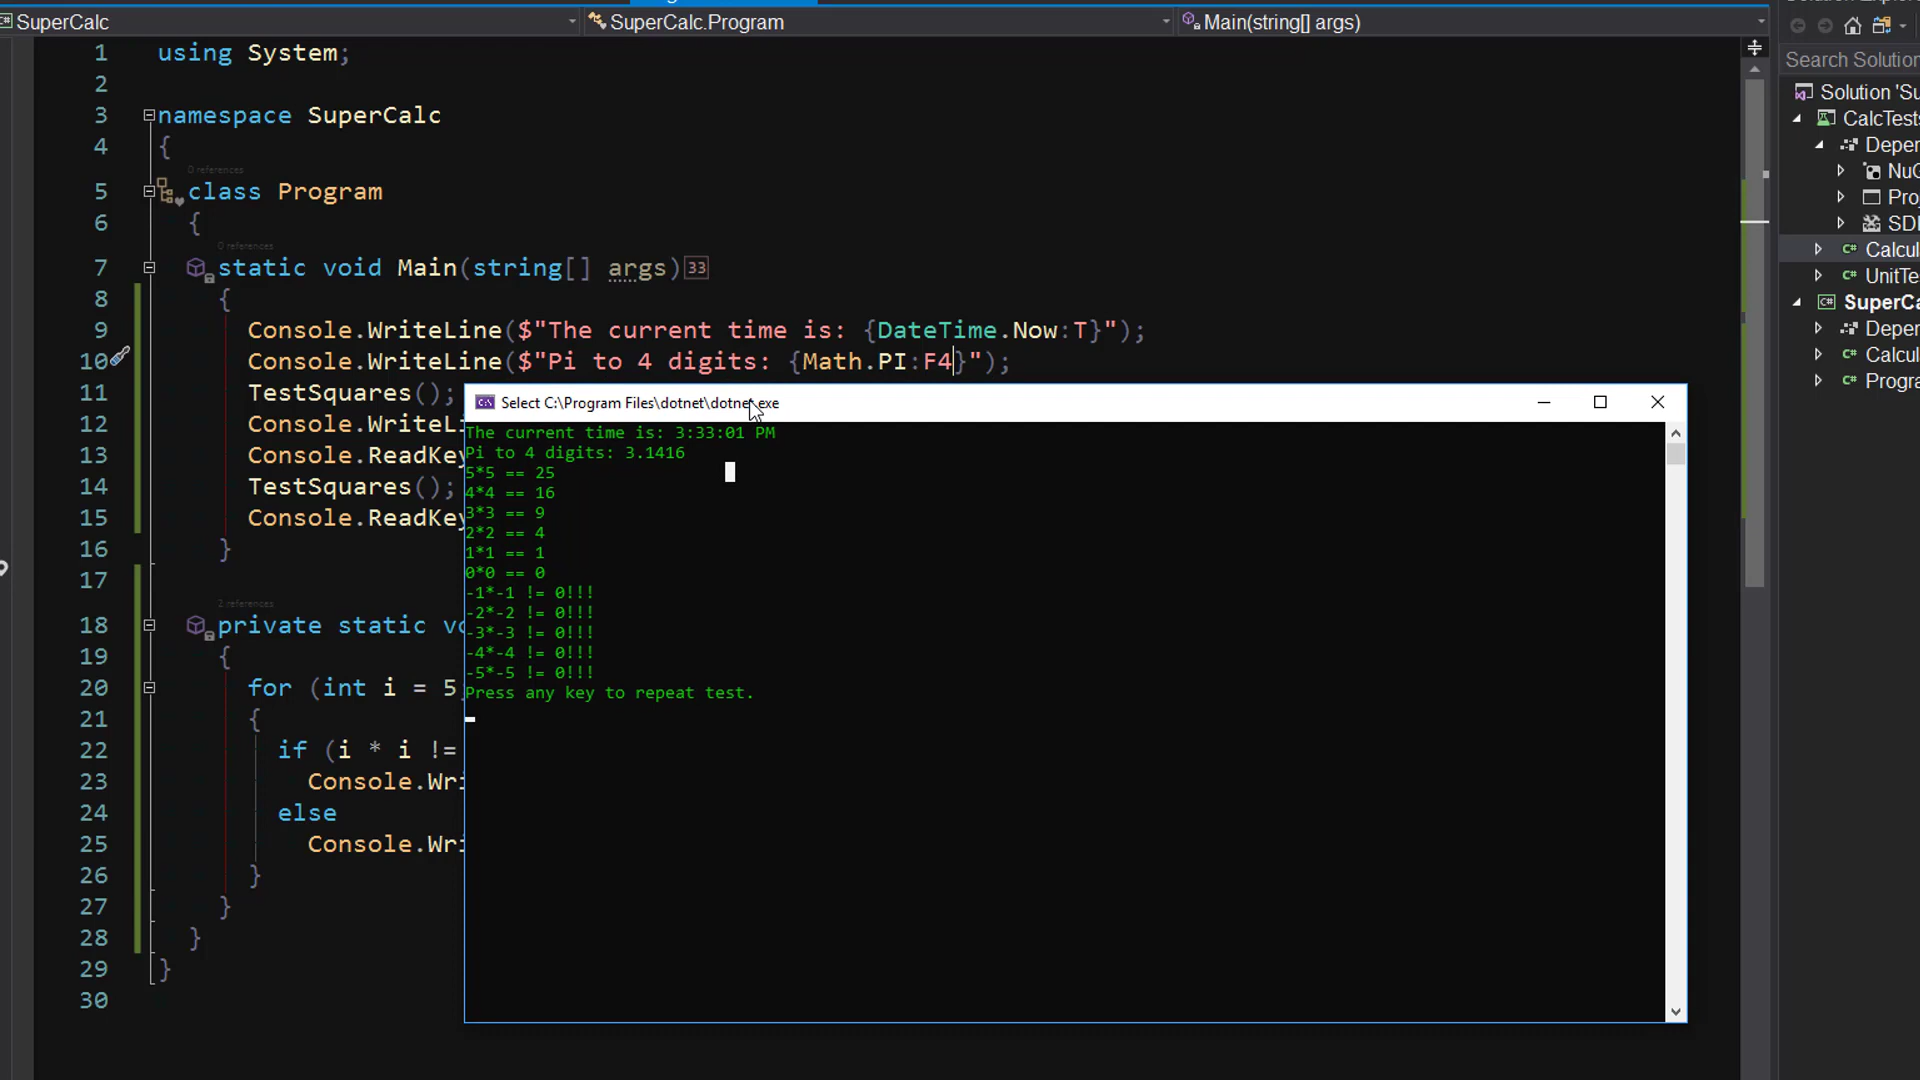 SuperCalc
SuperCalc.Program
Main(string[] args)
Search Solution
1 using System;
2
3 namespace SuperCalc
4 {
0 references
5 class Program
6 {
0 references
7 static void Main(string[] args) 33
8 {
9 Console.WriteLine($"The current time is: {DateTime.Now:T}");
10 Console.WriteLine($"Pi to 4 digits: {Math.PI:F4}");
11 TestSquares();
12 Console.WriteLi
13 Console.ReadKey
14 TestSquares();
15 Console.ReadKey
16 }
17
2 references
18 private static vo
19 {
20 for (int i = 5
21 {
22 if (i * i !=
23 Console.Wri
24 else
25 Console.Wri
26 }
27 }
28 }
29 }
30
Select C:\Program Files\dotnet\dotnet.exe
The current time is: 3:33:01 PM
Pi to 4 digits: 3.1416
5*5 == 25
4*4 == 16
3*3 == 9
2*2 == 4
1*1 == 1
0*0 == 0
-1*-1 != 0!!!
-2*-2 != 0!!!
-3*-3 != 0!!!
-4*-4 != 0!!!
-5*-5 != 0!!!
Press any key to repeat test.
Solution 'Su
CalcTests
Depen
NuG
Proj
SDK
Calcul
UnitTe
SuperCa
Depen
Calcul
Progra